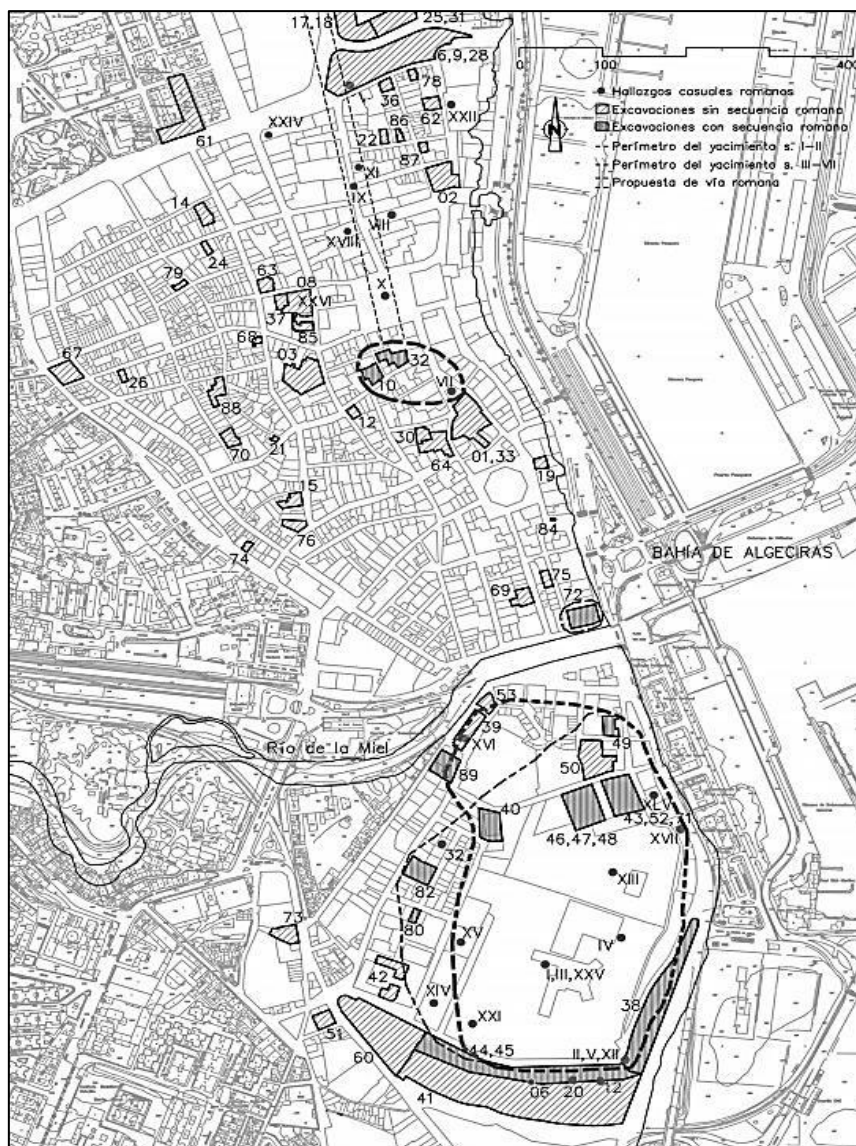 17,18
25,31
6,9,28
0 100 400
78
36
62
XXIII
Hallazgos casuales romanos
Excavaciones sin secuencia romana
Excavaciones con secuencia romana
Perímetro del yacimiento s. I-II
Perímetro del yacimiento s. III-VII
Propuesta de vía romana
N
61
XXIV
22
86
87
XI
IX
02
14
VIII
XVIII
24
79
63
08
XXVI
X
37
85
68
03
32
67
26
10
VII
88
12
70
21
30
64
01,33
15
19
76
84
74
BAHÍA DE ALGECIRAS
69
75
72
53
39
XVI
49
Río de la Miel
50
89
40
XLV
43,52,71
46,47,48
XVII
32
82
XIII
80
73
XV
IV
42
I,III,XXV
XIV
38
51
XXI
44,45
II,V,XII
60
06
20
12
41